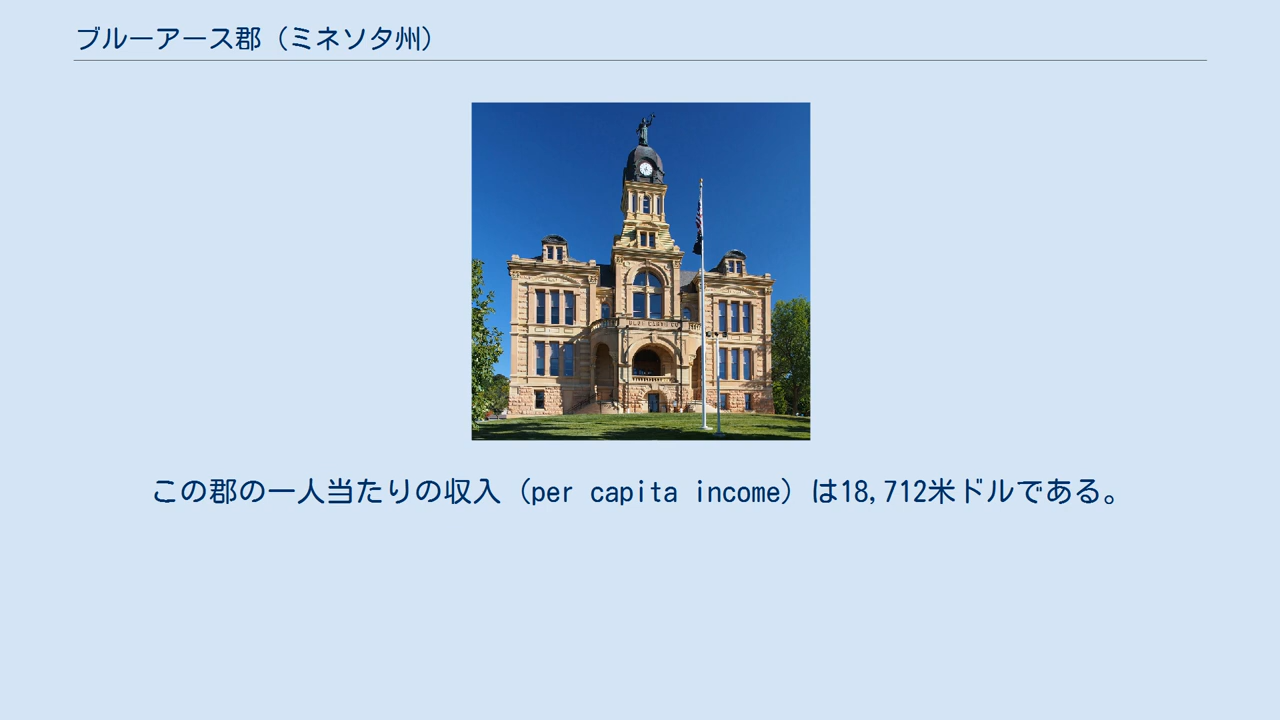 ブルーアース郡（ミネソタ州）
この郡の一人当たりの収入（per capita income）は18,712米ドルである。